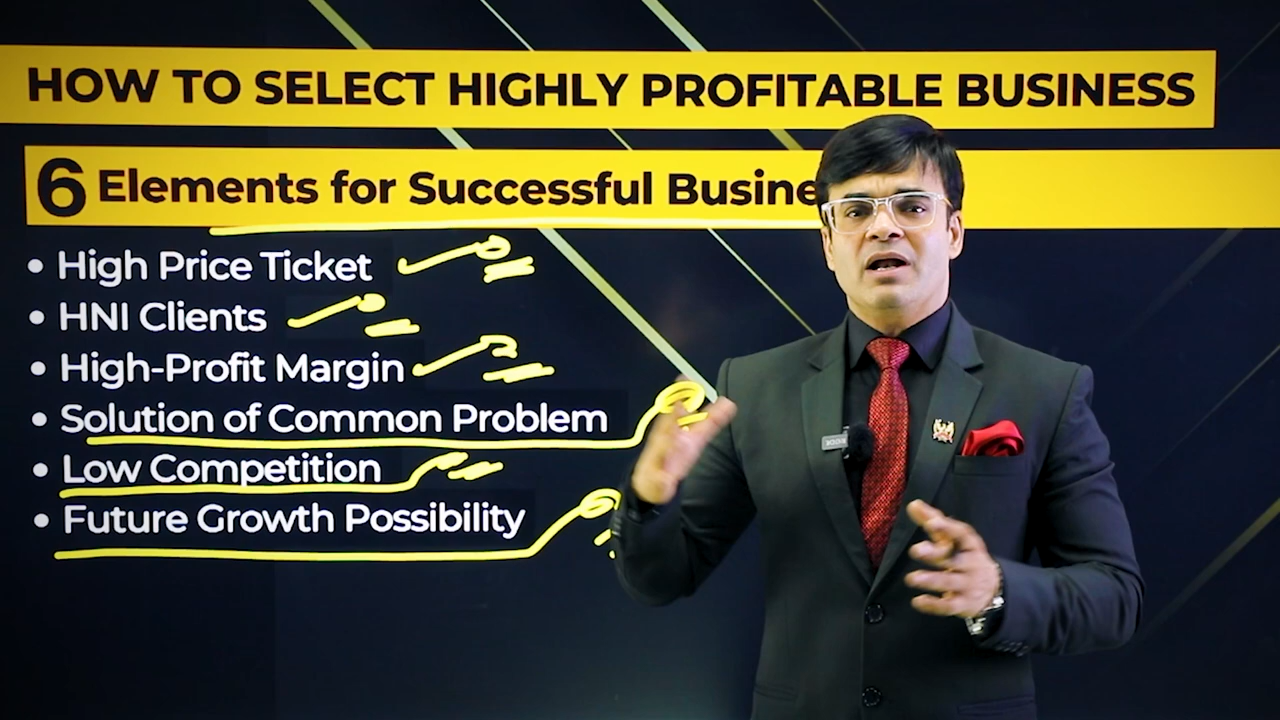 HOW TO SELECT HIGHLY PROFITABLE BUSINESS
6 Elements for Successful Busine
• High Price Ticket
• HNI Clients
• High-Profit Margin
• Solution of Common Problem
• Low Competition
• Future Growth Possibility